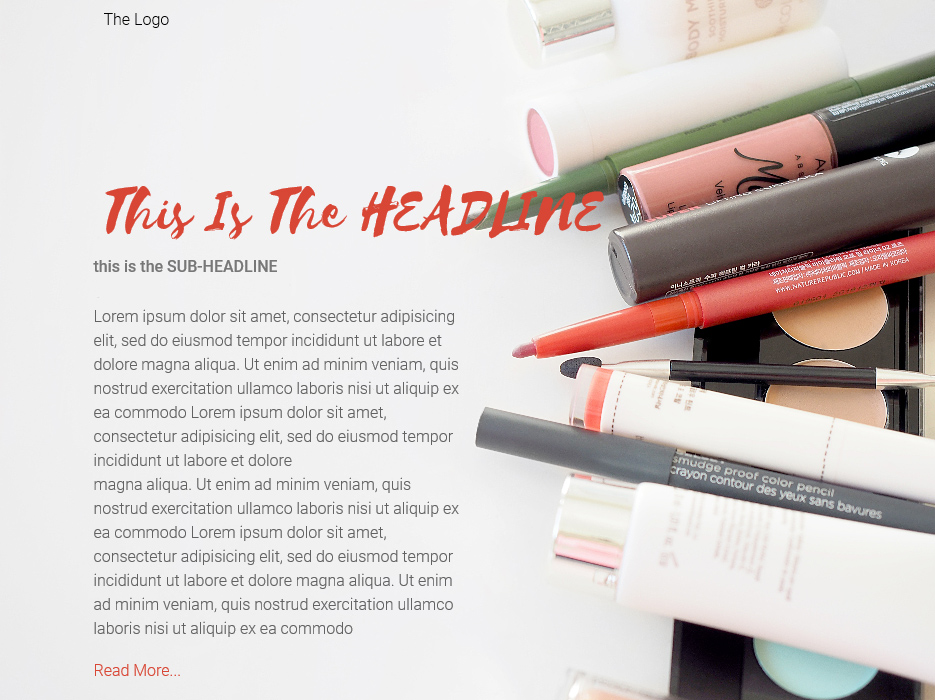 The Logo
This Is The HEADLINE
this is the SUB-HEADLINE
Lorem ipsum dolor sit amet, consectetur adipisicing
elit, sed do eiusmod tempor incididunt ut labore et
dolore magna aliqua. Ut enim ad minim veniam, quis
nostrud exercitation ullamco laboris nisi ut aliquip ex
ea commodo Lorem ipsum dolor sit amet,
consectetur adipisicing elit, sed do eiusmod tempor
incididunt ut labore et dolore
magna aliqua. Ut enim ad minim veniam, quis
nostrud exercitation ullamco laboris nisi ut aliquip ex
ea commodo Lorem ipsum dolor sit amet,
consectetur adipisicing elit, sed do eiusmod tempor
incididunt ut labore et dolore magna aliqua. Ut enim
ad minim veniam, quis nostrud exercitation ullamco
laboris nisi ut aliquip ex ea commodo
Read More...
BODY M
WWW.NATUREREPUBLIC.COM / MADE IN KOREA
smudge proof color pencil
crayon contour des yeux sans bavures